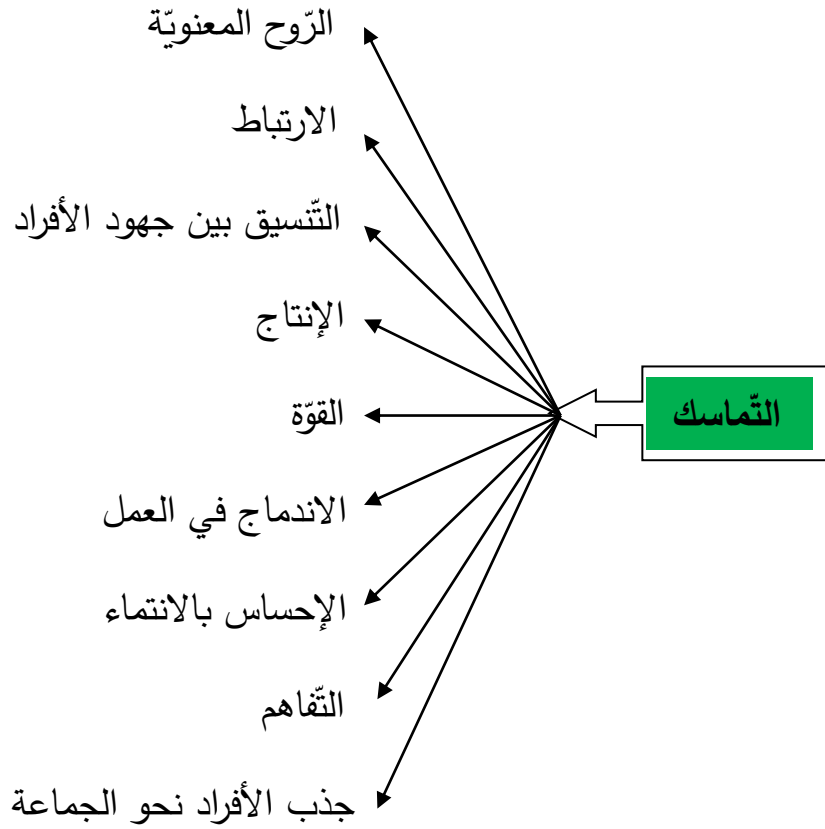 الرّوح المعنويّة
الارتباط
التّنسيق بين جهود الأفراد
الإنتاج
القوّة
التّماسك
الاندماج في العمل
الإحساس بالانتماء
التّفاهم
جذب الأفراد نحو الجماعة